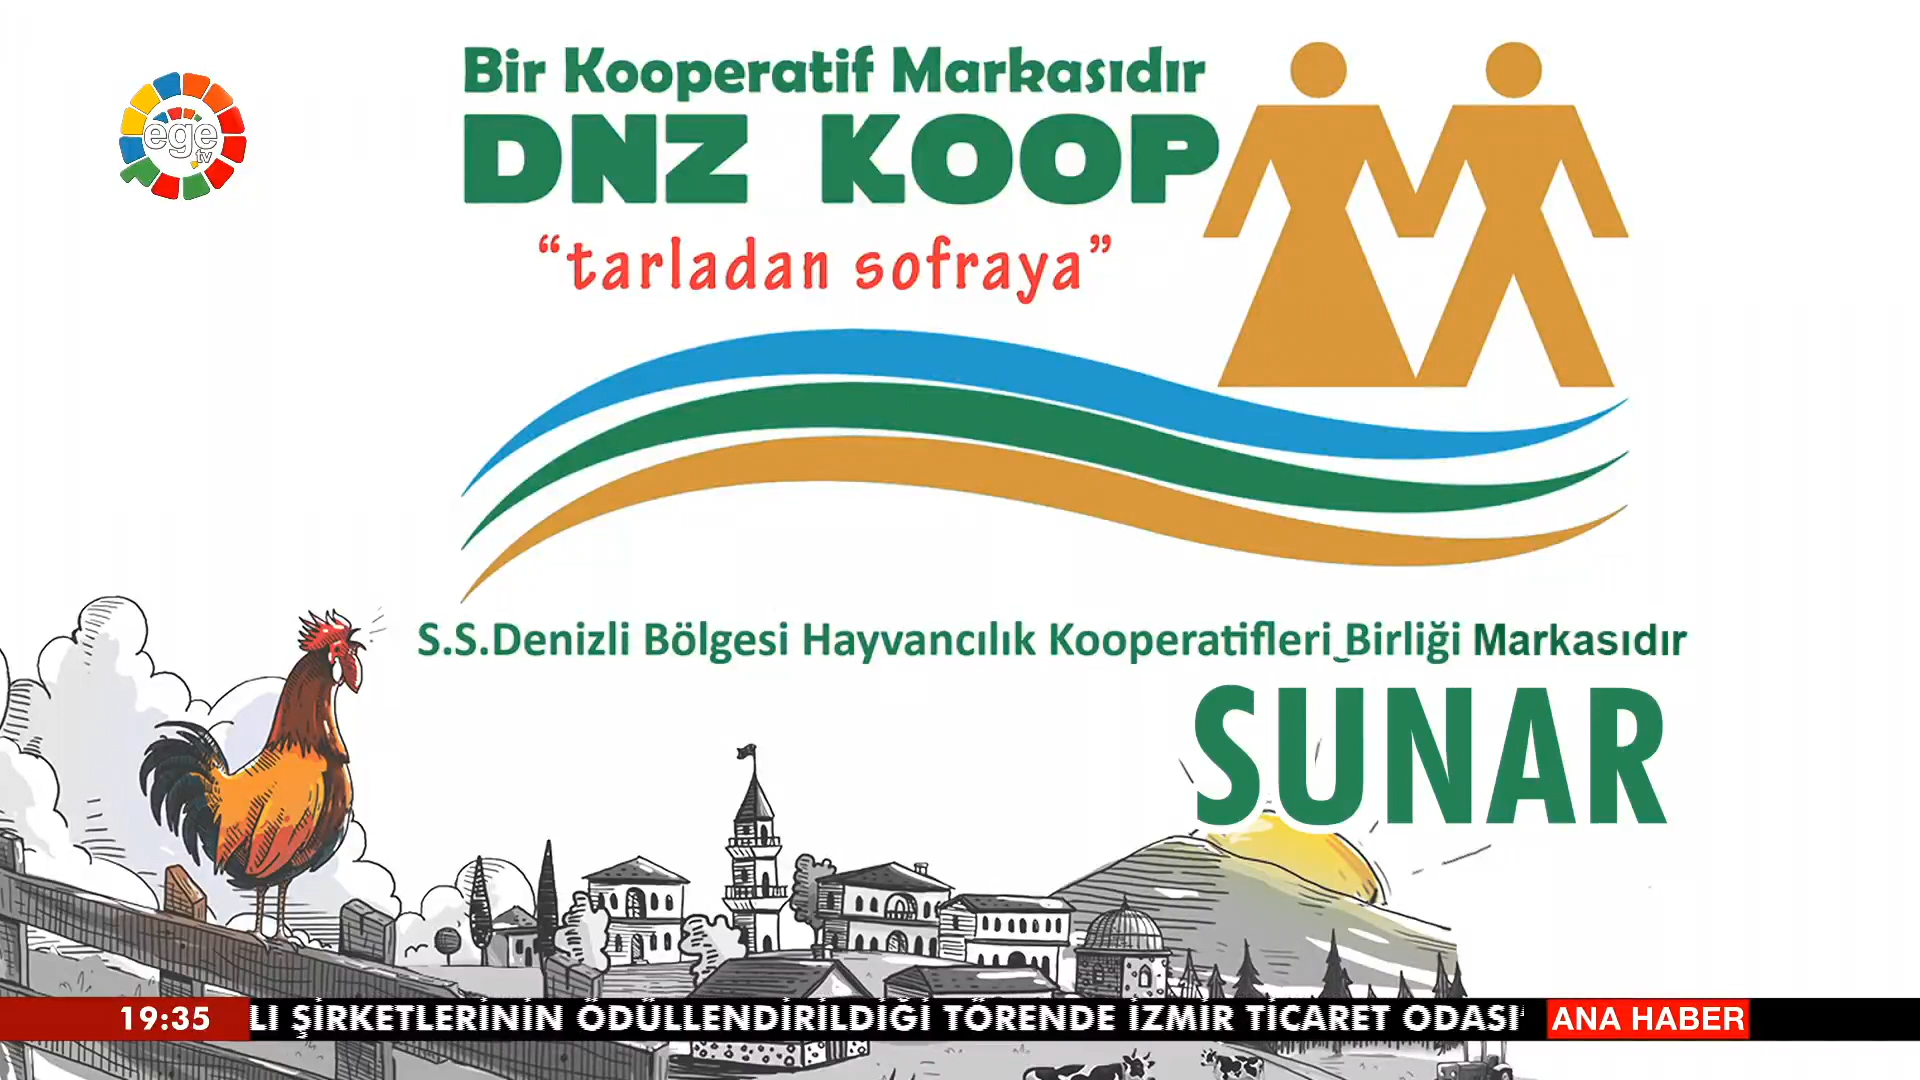 Bir Kooperatif Markasıdır
ege
tv
DNZ KOOP
“tarladan sofraya”
S.S.Denizli Bölgesi Hayvancılık Kooperatifleri Birliği Markasıdır
SUNAR
19:35 LI ŞİRKETLERİNİN ÖDÜLLENDİRİLDİĞİ TÖRENDE İZMİR TİCARET ODASI' ANA HABER